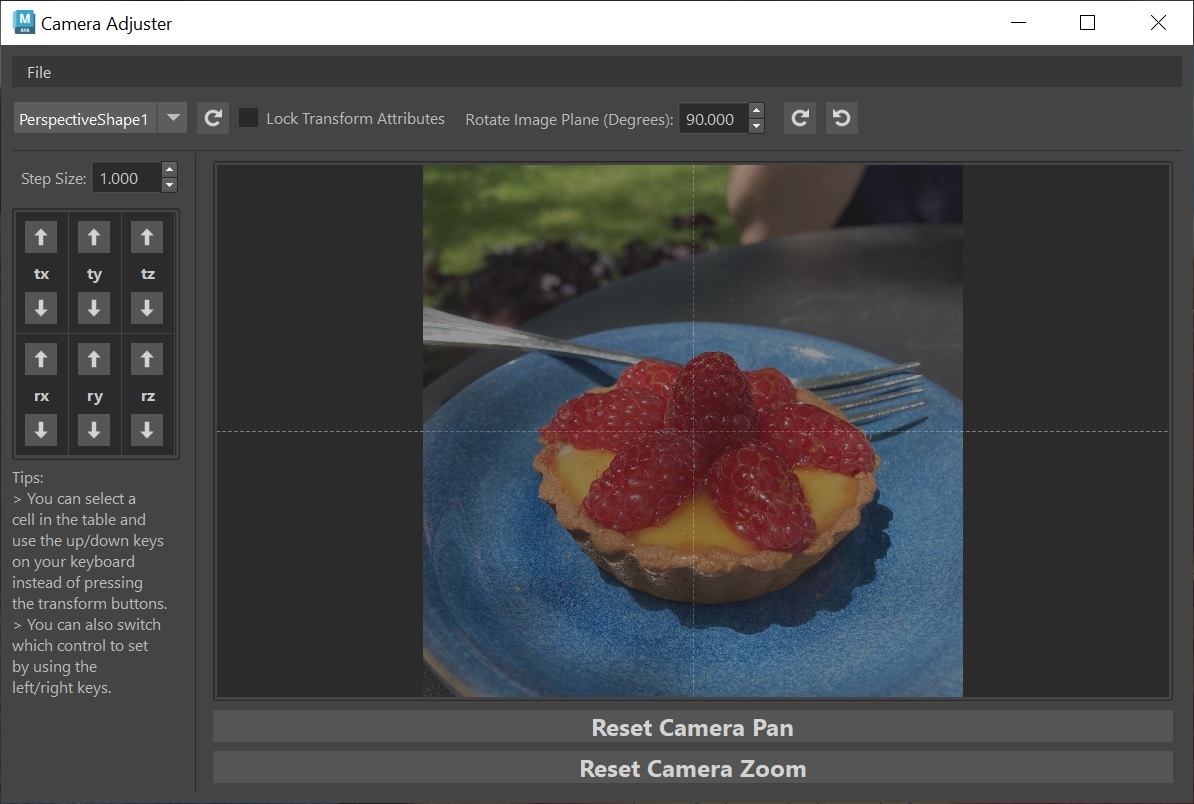 M
AYA
Camera Adjuster
File
PerspectiveShape1
Lock Transform Attributes
Rotate Image Plane (Degrees):
90.000
Step Size:
1.000
tx ty tz
rx ry rz
Tips:
> You can select a
cell in the table and
use the up/down keys
on your keyboard
instead of pressing
the transform buttons.
> You can also switch
which control to set
by using the
left/right keys.
Reset Camera Pan
Reset Camera Zoom